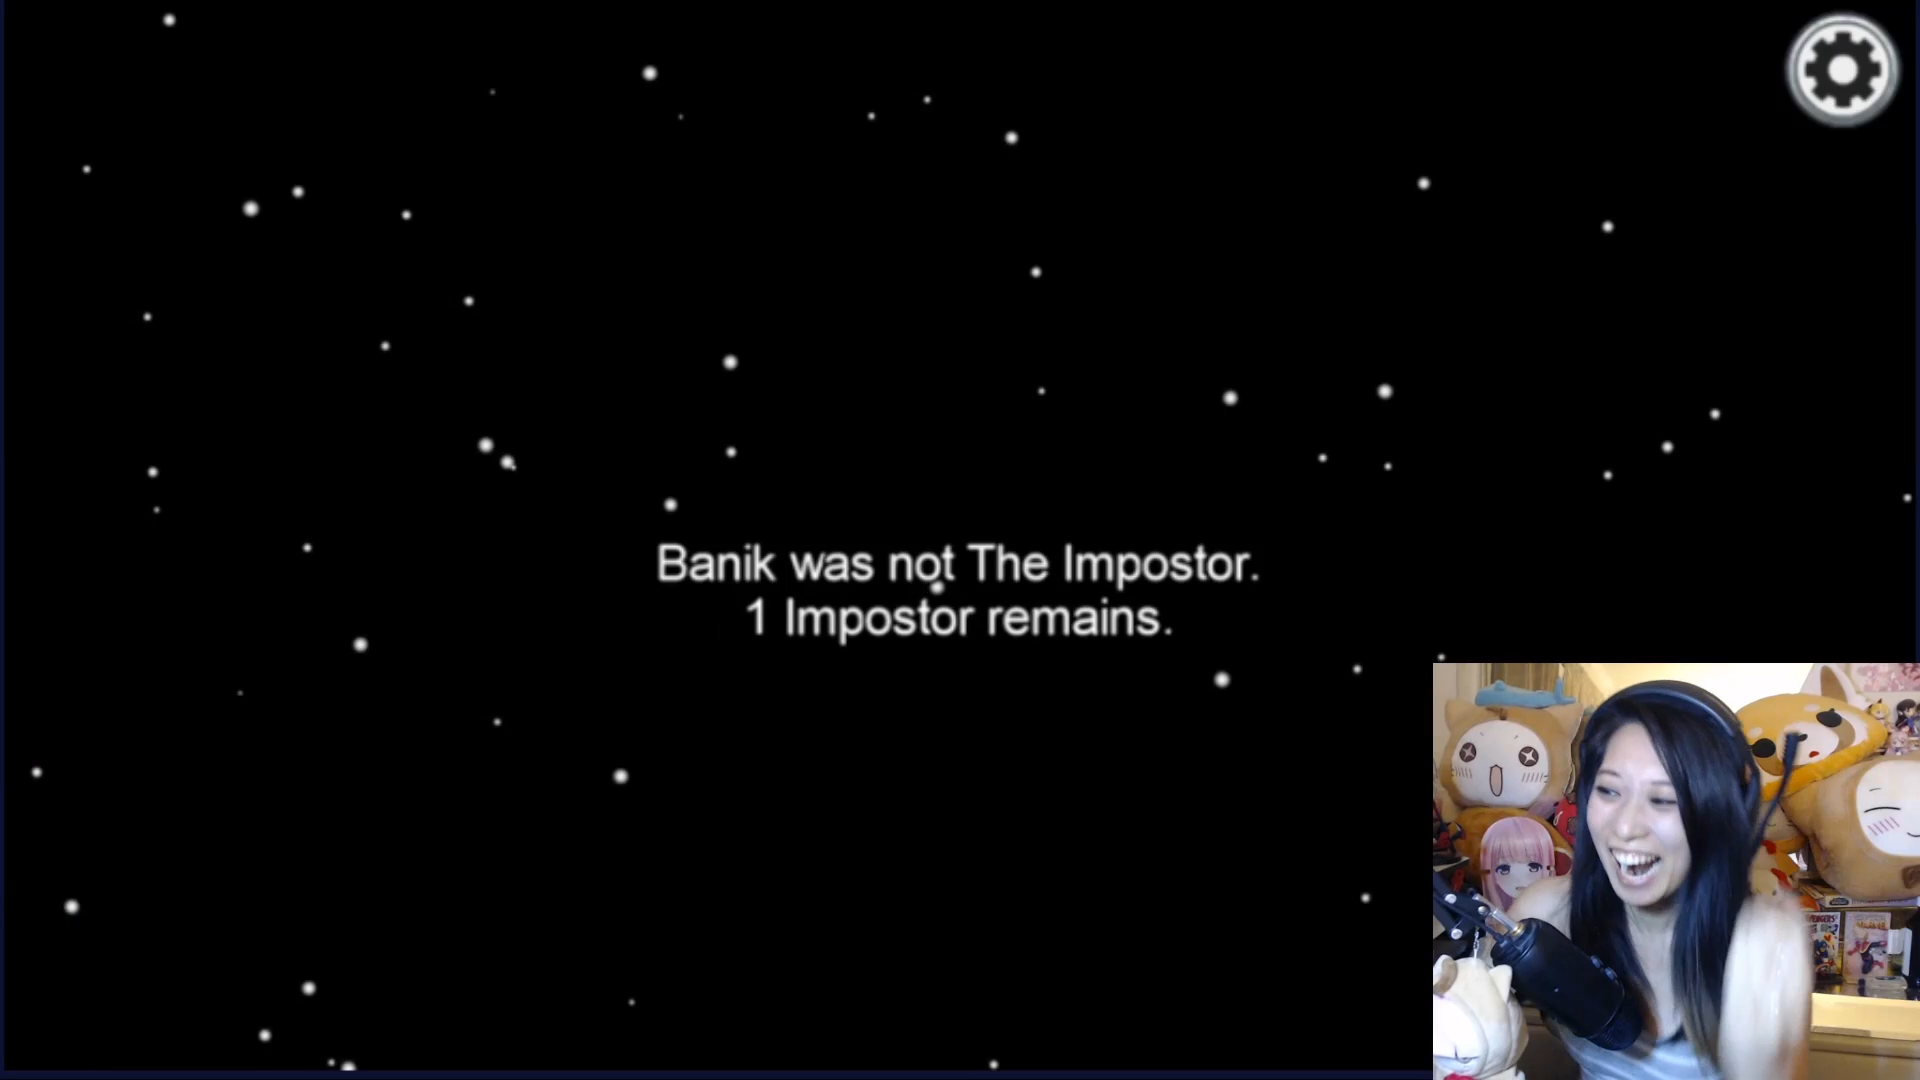 Banik was not The Impostor.
1 Impostor remains.